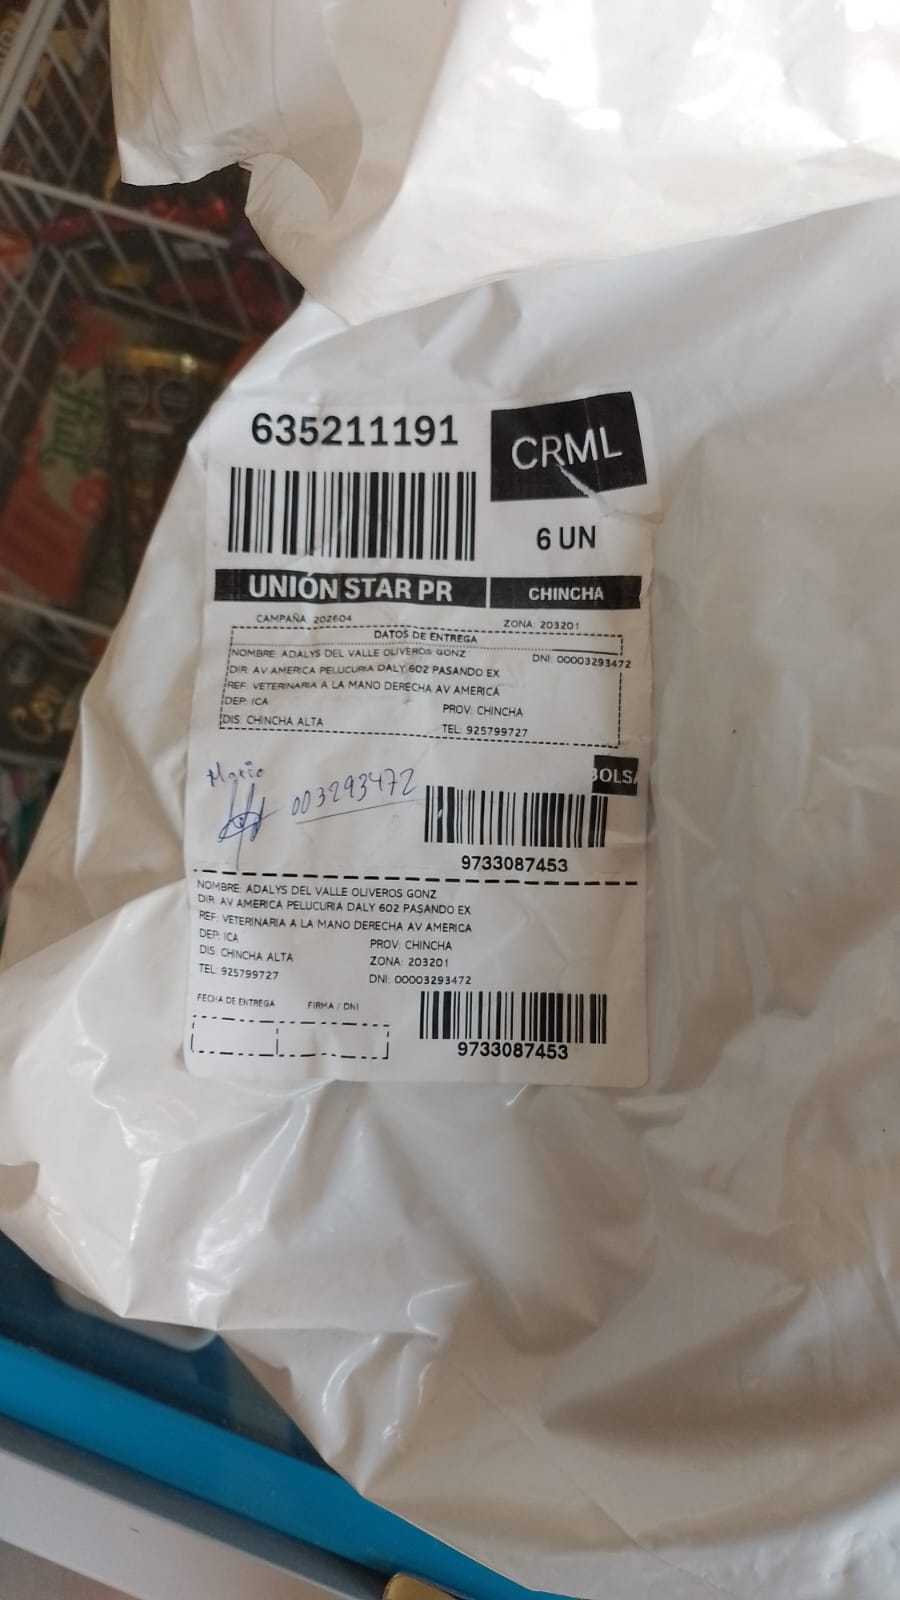 635211191
CRML
6 UN
UNIÓN STAR PR
CHINCHA
CAMPAÑA: 202604
ZONA: 203201
DATOS DE ENTREGA
NOMBRE: ADALYS DEL VALLE OLIVEROS GONZ
DNI: 00003293472
DIR: AV AMERICA PELUCURIA DALY 602 PASANDO EX
REF: VETERINARIA A LA MANO DERECHA AV AMERICA
DEP: ICA
PROV: CHINCHA
DIS: CHINCHA ALTA
TEL: 925799727
BOLSA
003293472
9733087453
NOMBRE: ADALYS DEL VALLE OLIVEROS GONZ
DIR: AV AMERICA PELUCURIA DALY 602 PASANDO EX
REF: VETERINARIA A LA MANO DERECHA AV AMERICA
DEP: ICA
PROV: CHINCHA
DIS: CHINCHA ALTA
ZONA: 203201
TEL: 925799727
DNI: 00003293472
FECHA DE ENTREGA
FIRMA / DNI
9733087453